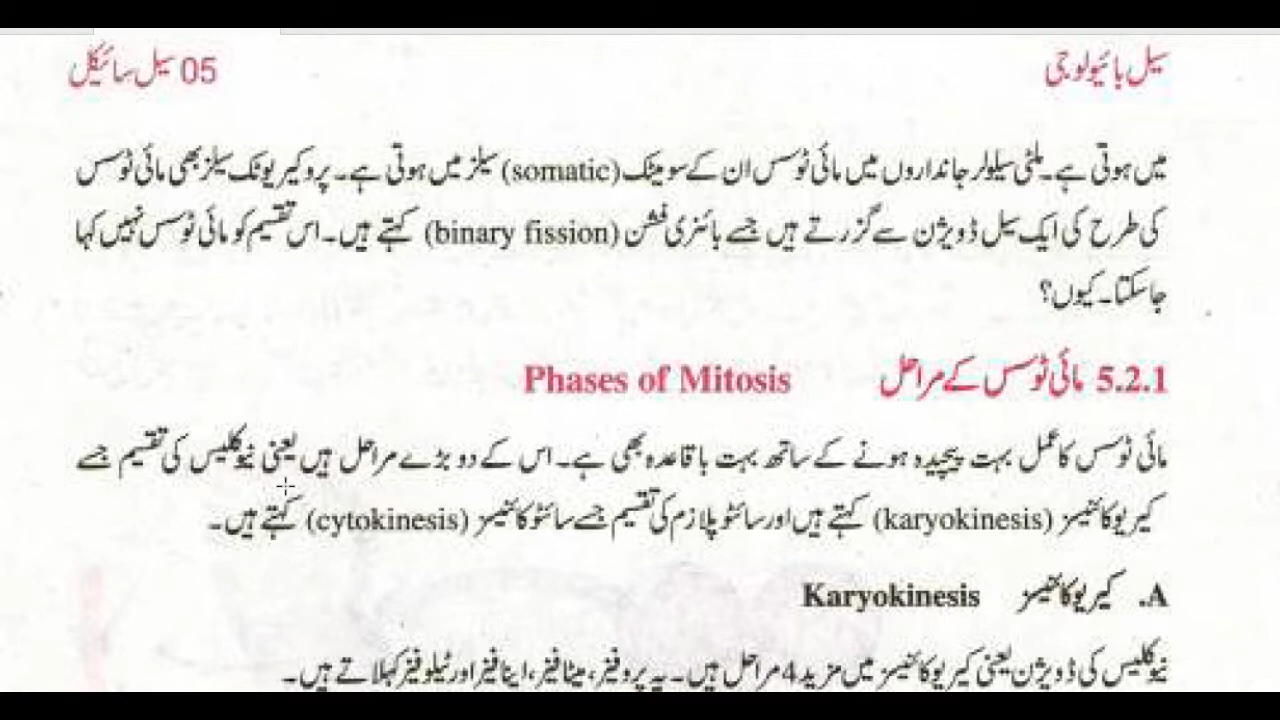 سیل بائیولوجی
05 سیل سائیکل
میں ہوتی ہے۔ ملٹی سیلولر جانداروں میں مائی ٹوسس ان کے سومیٹک (somatic) سیلز میں ہوتی ہے۔ پروکیریوٹک سیلز بھی مائی ٹوسس
کی طرح کی ایک سیل ڈویژن سے گزرتے ہیں جسے بائنری فشن (binary fission) کہتے ہیں۔ اس تقسیم کو مائی ٹوسس نہیں کہا
جا سکتا۔ کیوں؟
5.2.1 مائی ٹوسس کے مراحل Phases of Mitosis
مائی ٹوسس کا عمل بہت پیچیدہ ہونے کے ساتھ بہت باقاعدہ بھی ہے۔ اس کے دو بڑے مراحل ہیں یعنی نیوکلیس کی تقسیم جسے
کیریوکائنیسز (karyokinesis) کہتے ہیں اور سائٹوپلازم کی تقسیم جسے سائٹوکائنیسز (cytokinesis) کہتے ہیں۔
A. کیریوکائنیسز Karyokinesis
نیوکلیس کی ڈویژن یعنی کیریوکائنیسز میں مزید 4 مراحل ہیں۔ یہ پروفیز، میٹافیز، اینافیز اور ٹیلوفیز کہلاتے ہیں۔